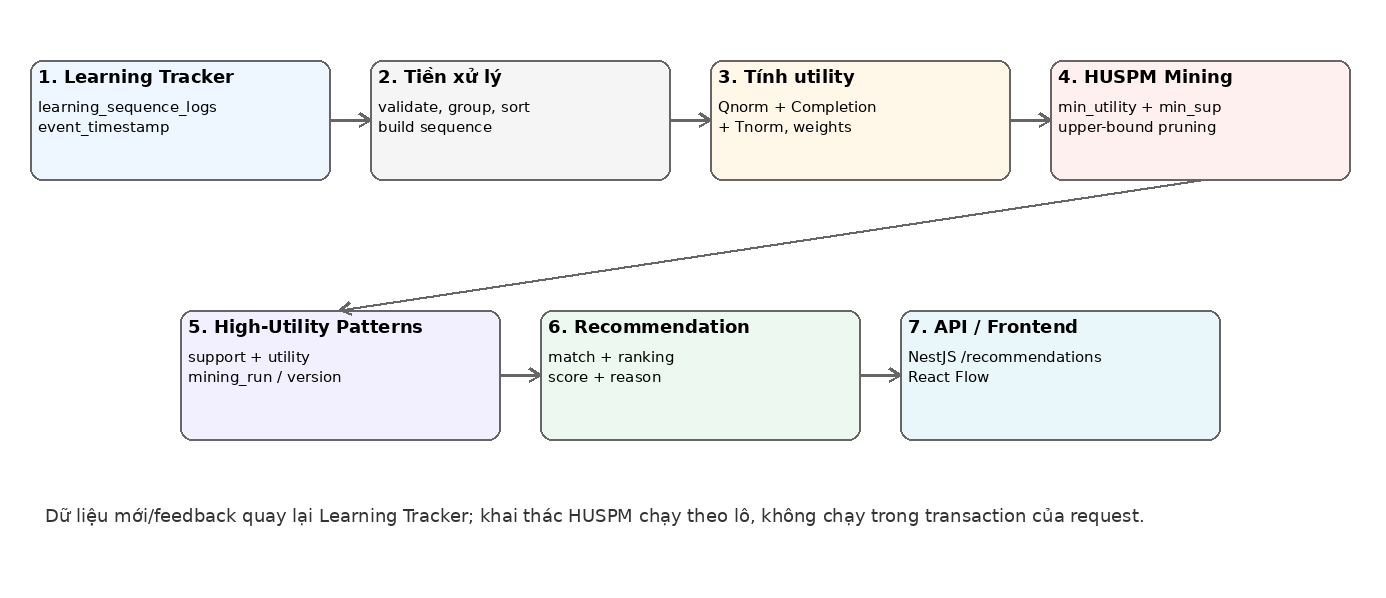 1. Learning Tracker
learning_sequence_logs
event_timestamp
2. Tiền xử lý
validate, group, sort
build sequence
3. Tính utility
Qnorm + Completion
+ Tnorm, weights
4. HUSPM Mining
min_utility + min_sup
upper-bound pruning
5. High-Utility Patterns
support + utility
mining_run / version
6. Recommendation
match + ranking
score + reason
7. API / Frontend
NestJS /recommendations
React Flow
Dữ liệu mới/feedback quay lại Learning Tracker; khai thác HUSPM chạy theo lô, không chạy trong transaction của request.